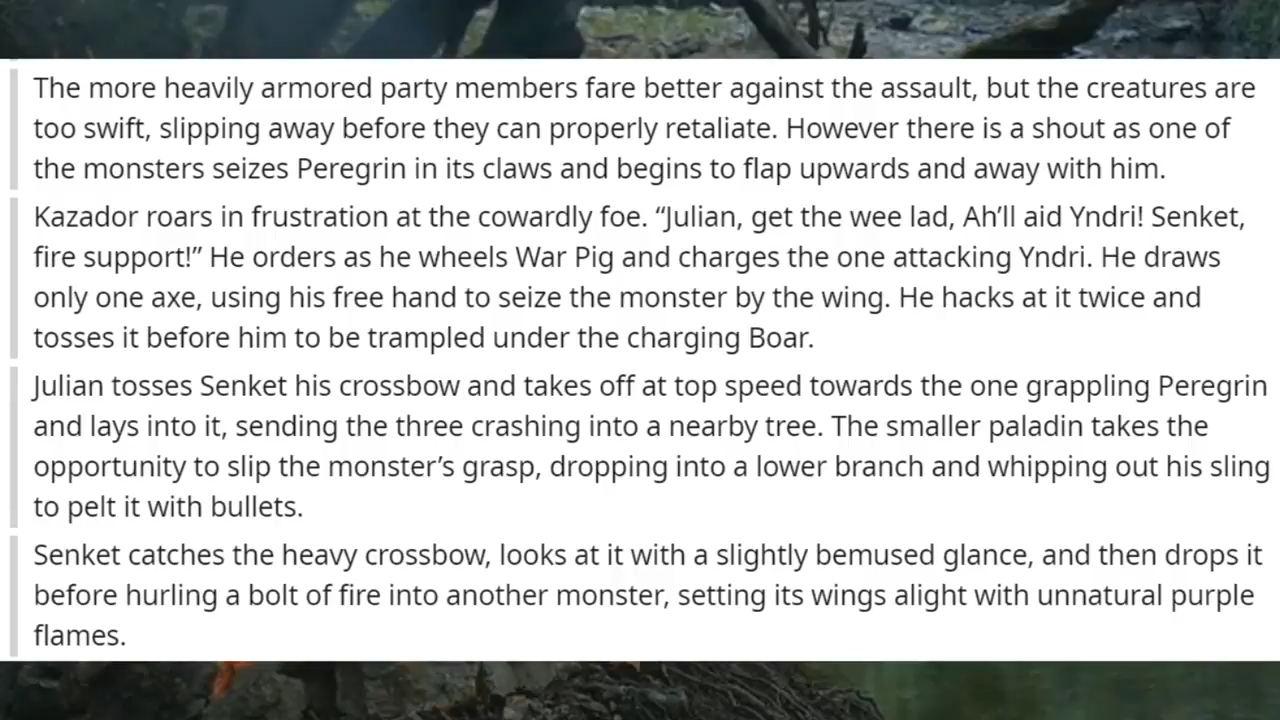 The more heavily armored party members fare better against the assault, but the creatures are
too swift, slipping away before they can properly retaliate. However there is a shout as one of
the monsters seizes Peregrin in its claws and begins to flap upwards and away with him.
Kazador roars in frustration at the cowardly foe. “Julian, get the wee lad, Ah’ll aid Yndri! Senket,
fire support!” He orders as he wheels War Pig and charges the one attacking Yndri. He draws
only one axe, using his free hand to seize the monster by the wing. He hacks at it twice and
tosses it before him to be trampled under the charging Boar.
Julian tosses Senket his crossbow and takes off at top speed towards the one grappling Peregrin
and lays into it, sending the three crashing into a nearby tree. The smaller paladin takes the
opportunity to slip the monster’s grasp, dropping into a lower branch and whipping out his sling
to pelt it with bullets.
Senket catches the heavy crossbow, looks at it with a slightly bemused glance, and then drops it
before hurling a bolt of fire into another monster, setting its wings alight with unnatural purple
flames.